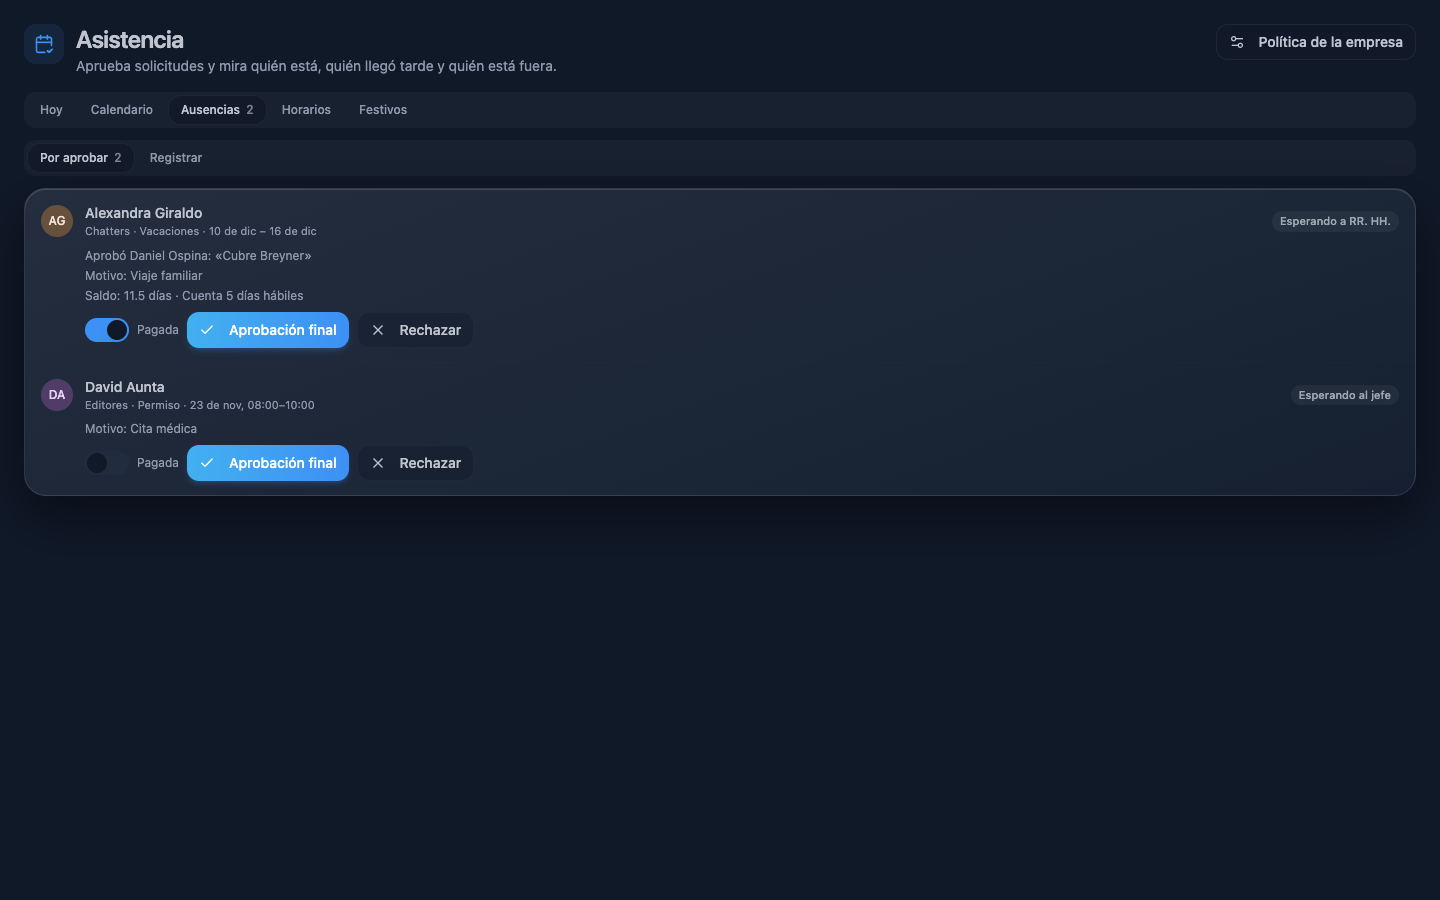 Asistencia
Política de la empresa
Aprueba solicitudes y mira quién está, quién llegó tarde y quién está fuera.
Hoy Calendario Ausencias 2 Horarios Festivos
Por aprobar 2 Registrar
AG Alexandra Giraldo
Chatters · Vacaciones · 10 de dic – 16 de dic
Esperando a RR. HH.
Aprobó Daniel Ospina: «Cubre Breyner»
Motivo: Viaje familiar
Saldo: 11.5 días · Cuenta 5 días hábiles
Pagada Aprobación final Rechazar
DA David Aunta
Editores · Permiso · 23 de nov, 08:00–10:00
Esperando al jefe
Motivo: Cita médica
Pagada Aprobación final Rechazar